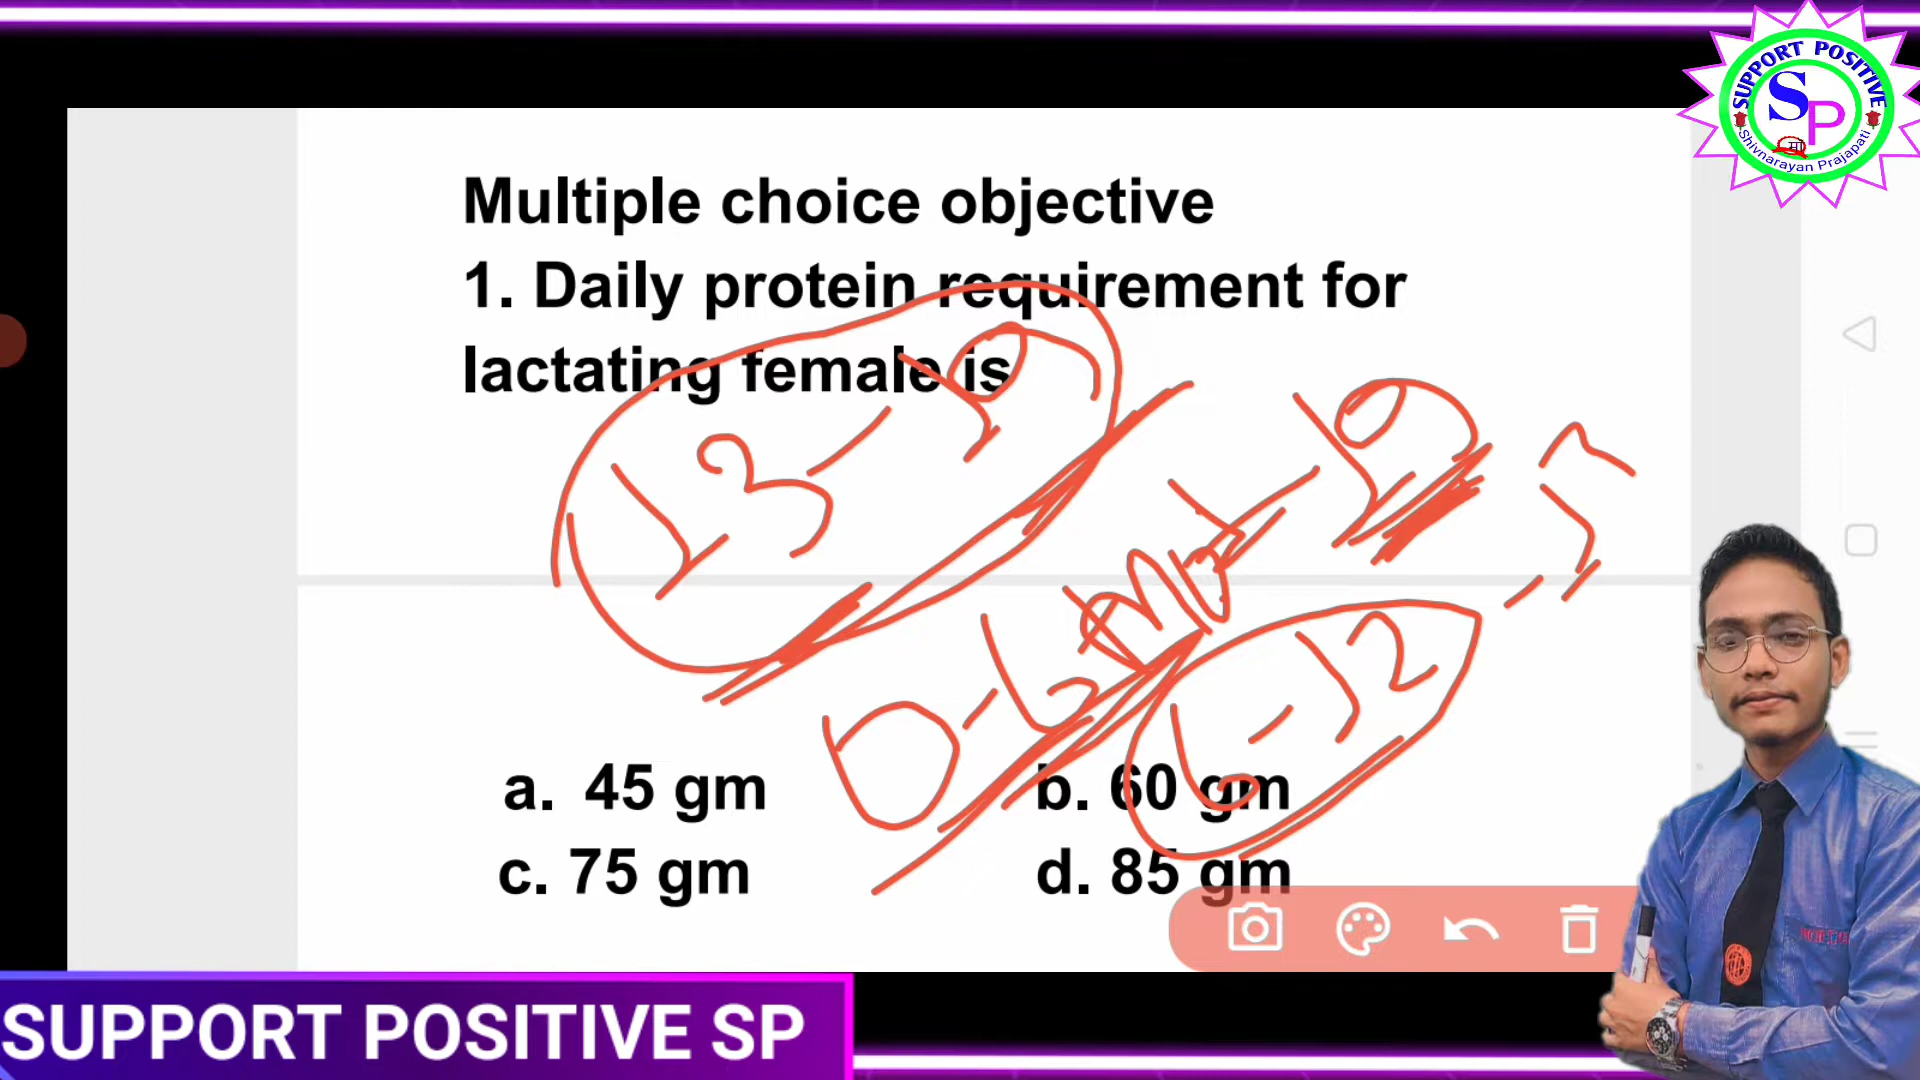 SUPPORT POSITIVE
SP
माँ
Shivnarayan Prajapati
Multiple choice objective
1. Daily protein requirement for
lactating female is
13 -
0 - 6
6 - 12
a. 45 gm
b. 60 gm
c. 75 gm
d. 85 gm
SUPPORT POSITIVE SP